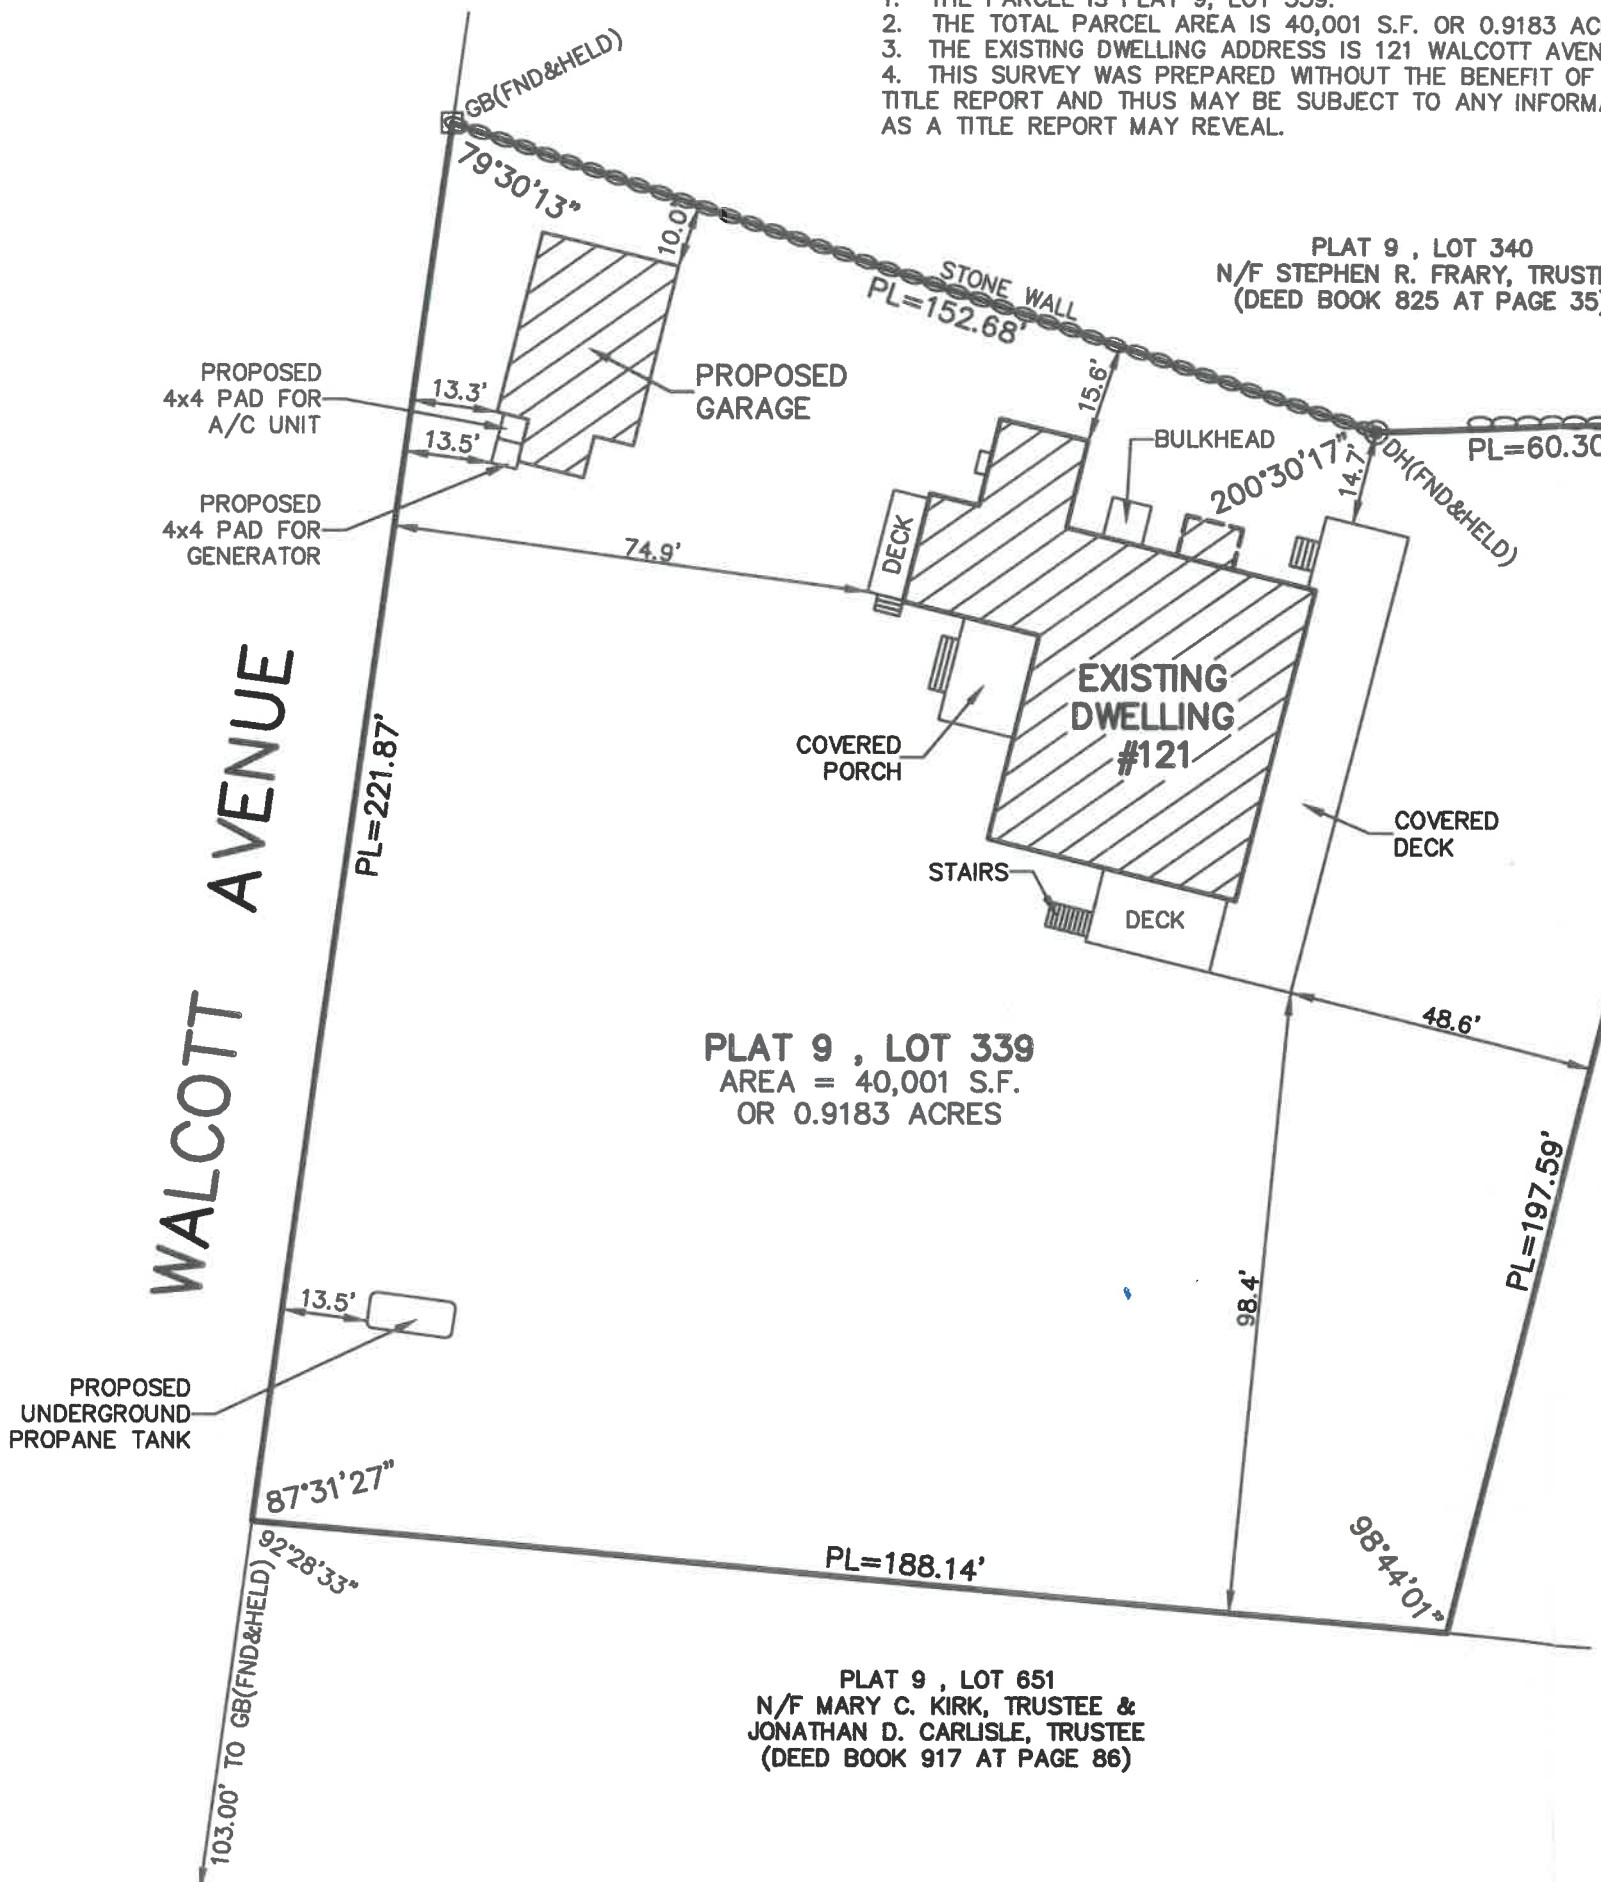 1. THE PARCEL IS PLAT 9, LOT 339.
2. THE TOTAL PARCEL AREA IS 40,001 S.F. OR 0.9183
3. THE EXISTING DWELLING ADDRESS IS 121 WALCOTT
4. THIS SURVEY WAS PREPARED WITHOUT THE BENEFIT OF
TITLE REPORT AND THUS MAY BE SUBJECT TO ANY
AS A TITLE REPORT MAY REVEAL.
GB(FND&HELD)
79°30'13"
10.0'
STONE WALL
PL=152.68'
PLAT 9 , LOT 340
N/F STEPHEN R. FRARY,
(DEED BOOK 825 AT PAGE 35)
PROPOSED
4x4 PAD FOR
A/C UNIT
13.3'
13.5'
PROPOSED
GARAGE
PROPOSED
4x4 PAD FOR
GENERATOR
15.6'
BULKHEAD
200°30'17"
14.7'
DH(FND&HELD)
PL=60.30
74.9'
DECK
EXISTING
DWELLING
#121
COVERED
PORCH
COVERED
DECK
STAIRS
DECK
WALCOTT AVENUE
PL=221.87'
48.6'
PLAT 9 , LOT 339
AREA = 40,001 S.F.
OR 0.9183 ACRES
PL=197.59'
98.4'
13.5'
PROPOSED
UNDERGROUND
PROPANE TANK
87°31'27"
92°28'33"
PL=188.14'
98°44'01"
103.00' TO GB(FND&HELD)
PLAT 9 , LOT 651
N/F MARY C. KIRK, TRUSTEE &
JONATHAN D. CARLISLE, TRUSTEE
(DEED BOOK 917 AT PAGE 86)